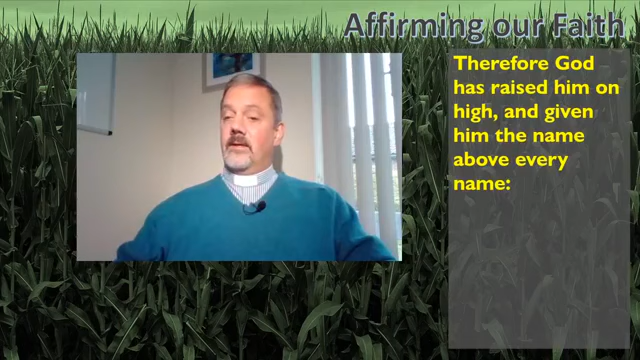 Affirming our Faith
Therefore God
has raised him on
high, and given
him the name
above every
name: